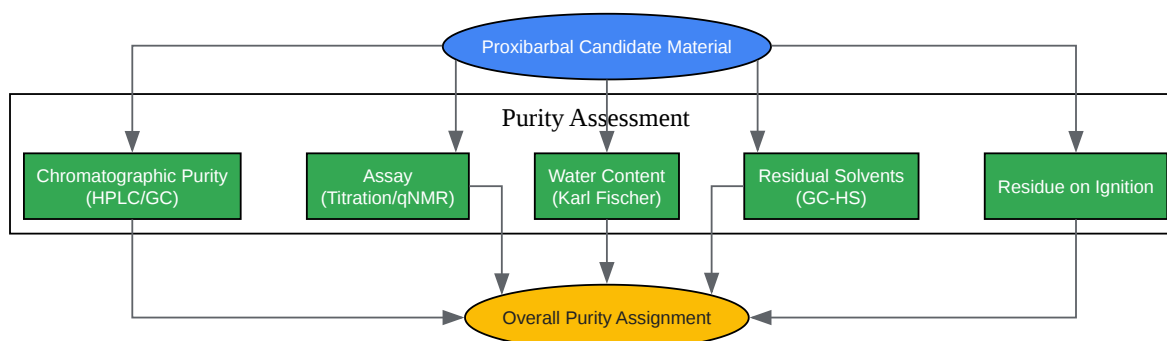 Proxibarbal Candidate Material
Purity Assessment
Chromatographic Purity
(HPLC/GC)
Assay
(Titration/qNMR)
Water Content
(Karl Fischer)
Residual Solvents
(GC-HS)
Residue on Ignition
Overall Purity Assignment